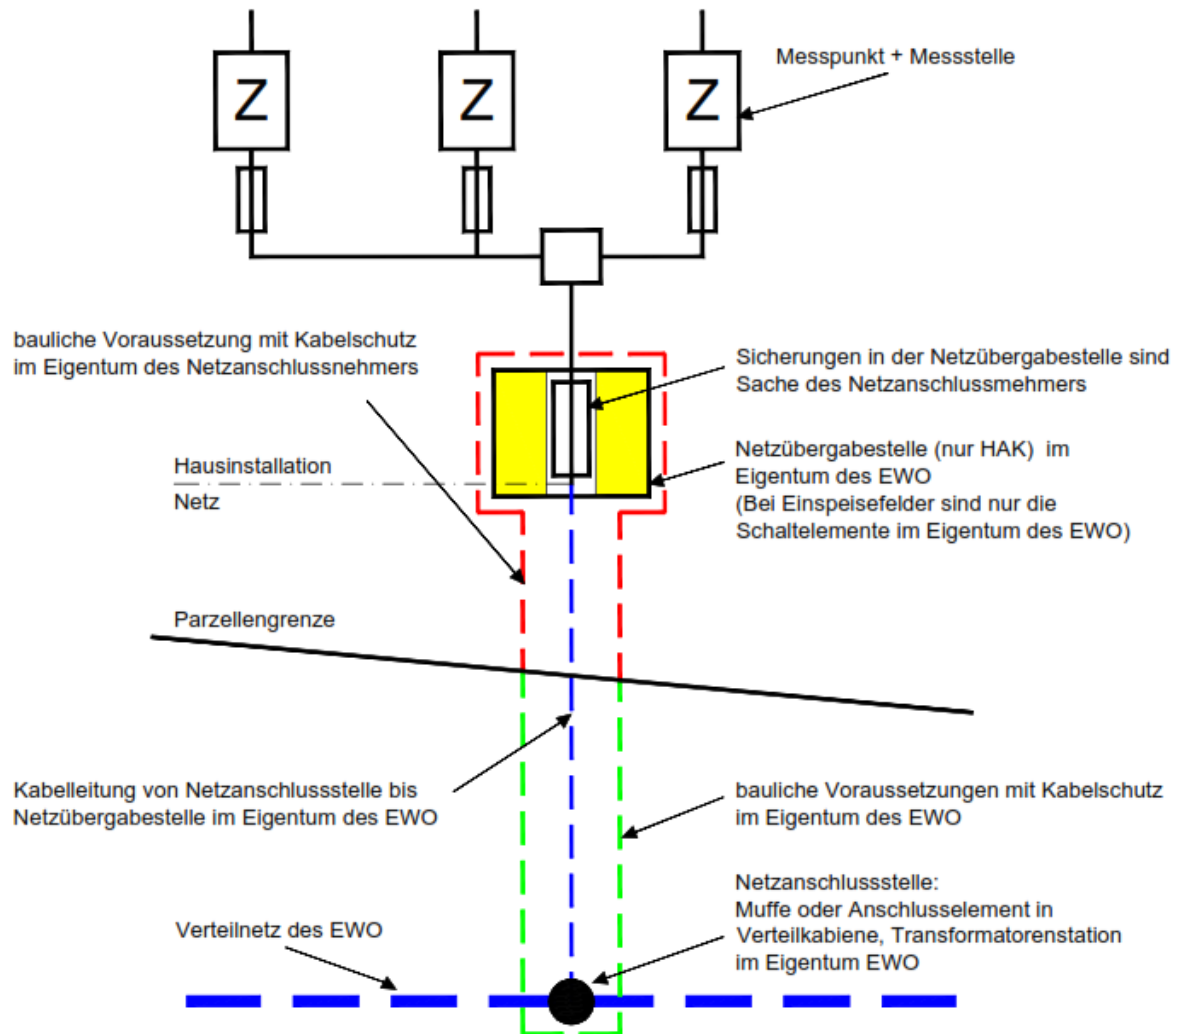 Z
Z
Z
Messpunkt + Messstelle
bauliche Voraussetzung mit Kabelschutz
im Eigentum des Netzanschlussnehmers
Sicherungen in der Netzübergabestelle sind
Sache des Netzanschlussmehmers
Hausinstallation
Netz
Netzübergabestelle (nur HAK) im
Eigentum des EWO
(Bei Einspeisefelder sind nur die
Schaltelemente im Eigentum des EWO)
Parzellengrenze
Kabelleitung von Netzanschlussstelle bis
Netzübergabestelle im Eigentum des EWO
bauliche Voraussetzungen mit Kabelschutz
im Eigentum des EWO
Netzanschlussstelle:
Muffe oder Anschlusselement in
Verteilkabiene, Transformatorenstation
im Eigentum EWO
Verteilnetz des EWO